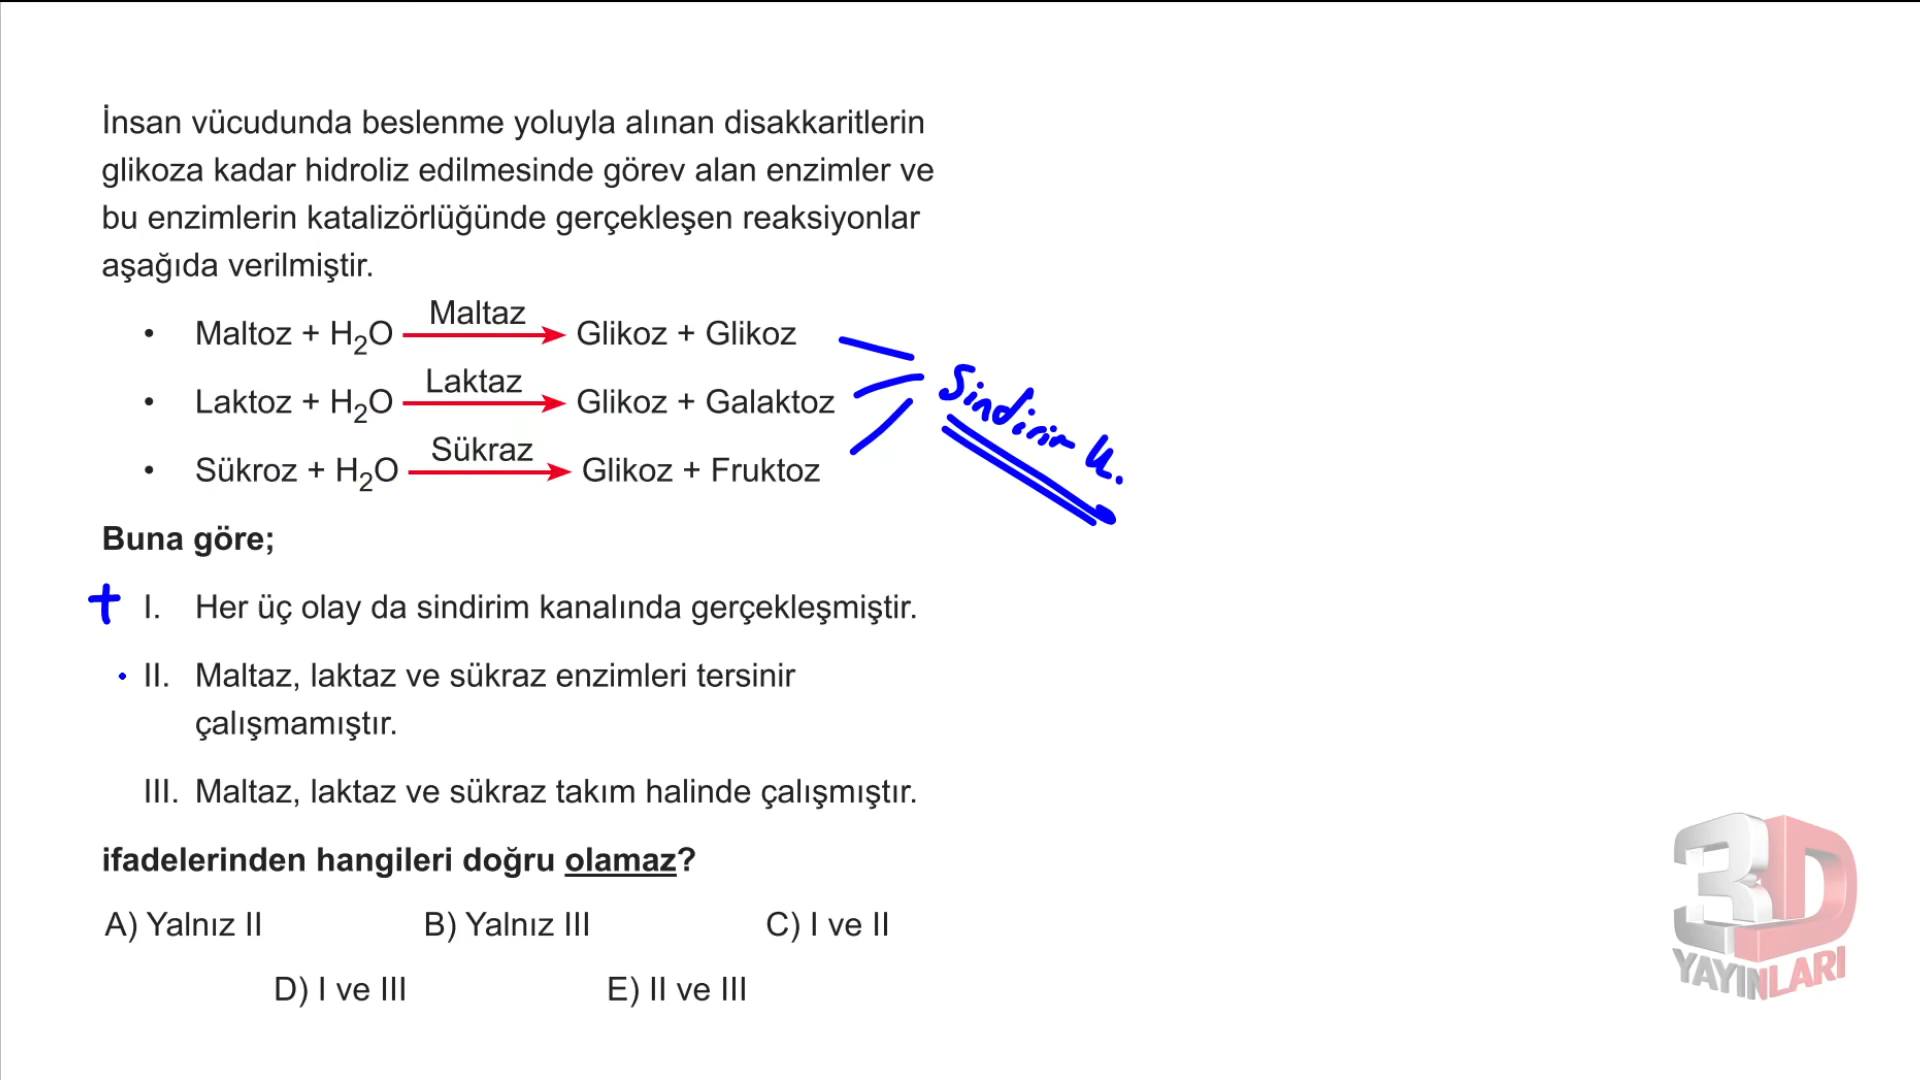 İnsan vücudunda beslenme yoluyla alınan disakkaritlerin
glikoza kadar hidroliz edilmesinde görev alan enzimler ve
bu enzimlerin katalizörlüğünde gerçekleşen reaksiyonlar
aşağıda verilmiştir.
• Maltoz + H₂O Maltaz Glikoz + Glikoz
• Laktoz + H₂O Laktaz Glikoz + Galaktoz
• Sükroz + H₂O Sükraz Glikoz + Fruktoz
Sindirim K.
Buna göre;
+ I. Her üç olay da sindirim kanalında gerçekleşmiştir.
II. Maltaz, laktaz ve sükraz enzimleri tersinir
çalışmamıştır.
III. Maltaz, laktaz ve sükraz takım halinde çalışmıştır.
ifadelerinden hangileri doğru olamaz?
A) Yalnız II B) Yalnız III C) I ve II
D) I ve III E) II ve III
3D
YAYINLARI